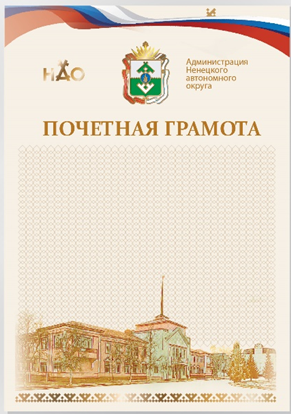 НАО
Администрация
Ненецкого
автономного
округа
ПОЧЕТНАЯ ГРАМОТА